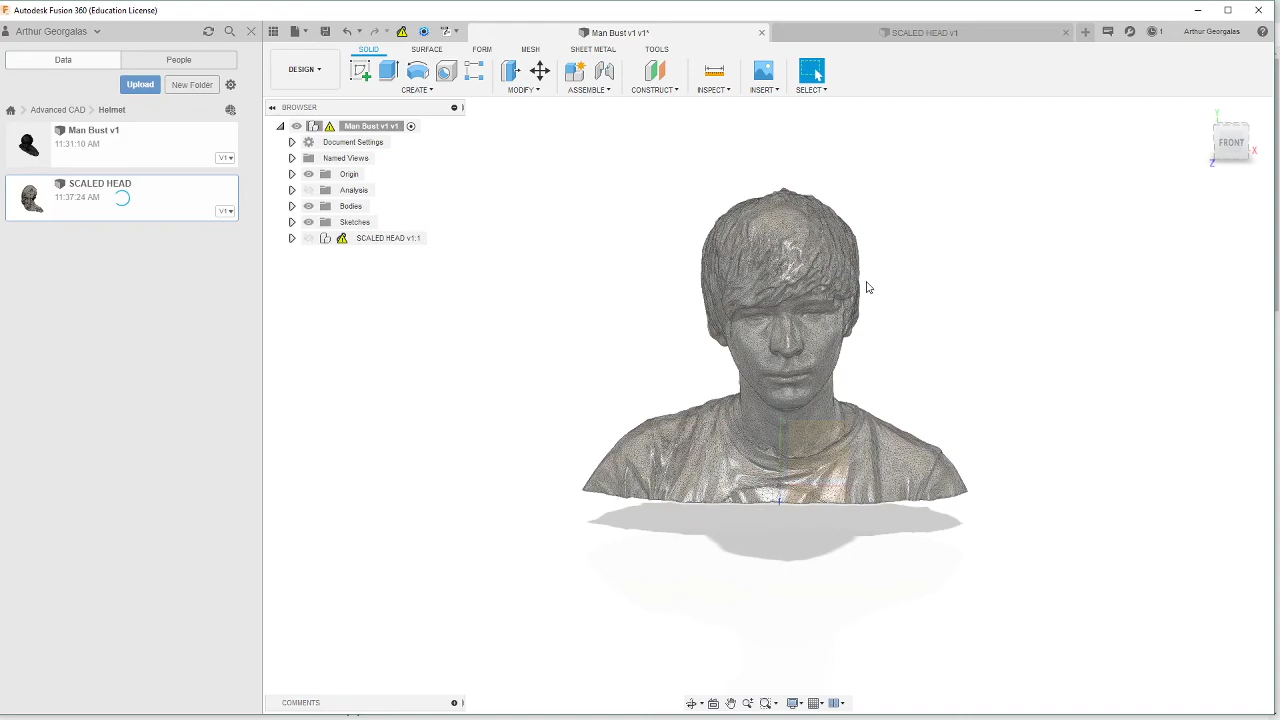 Autodesk Fusion 360 (Education License)
Arthur Georgalas
Data People
Upload New Folder
Advanced CAD > Helmet
Man Bust v1
11:31:10 AM
V1
SCALED HEAD
11:37:24 AM
V1
Man Bust v1 v1*
SCALED HEAD v1
1
Arthur Georgalas
SOLID SURFACE FORM MESH SHEET METAL TOOLS
DESIGN
CREATE MODIFY ASSEMBLE CONSTRUCT INSPECT INSERT SELECT
BROWSER
Man Bust v1 v1
Document Settings
Named Views
Origin
Analysis
Bodies
Sketches
SCALED HEAD v1:1
Y
FRONT
X
Z
COMMENTS